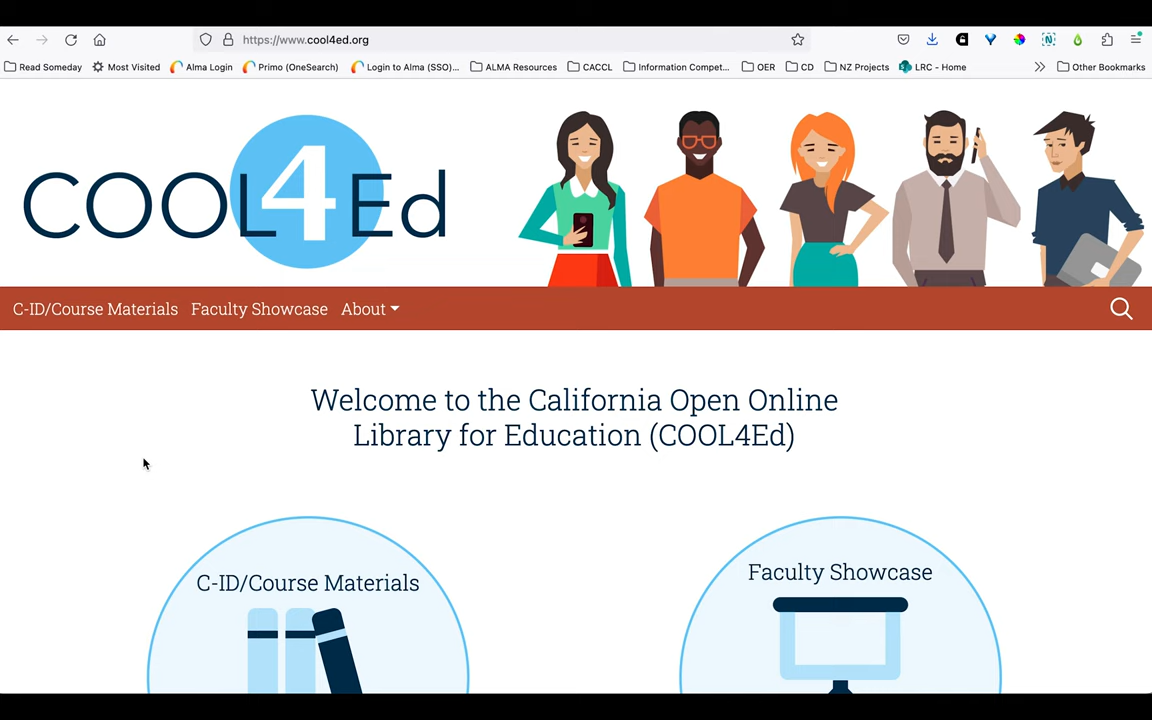 https://www.cool4ed.org
Read Someday Most Visited Alma Login Primo (OneSearch) Login to Alma (SSO)... ALMA Resources CACCL Information Compet... OER CD NZ Projects LRC - Home Other Bookmarks
COOL4Ed
C-ID/Course Materials Faculty Showcase About
Welcome to the California Open Online
Library for Education (COOL4Ed)
C-ID/Course Materials
Faculty Showcase